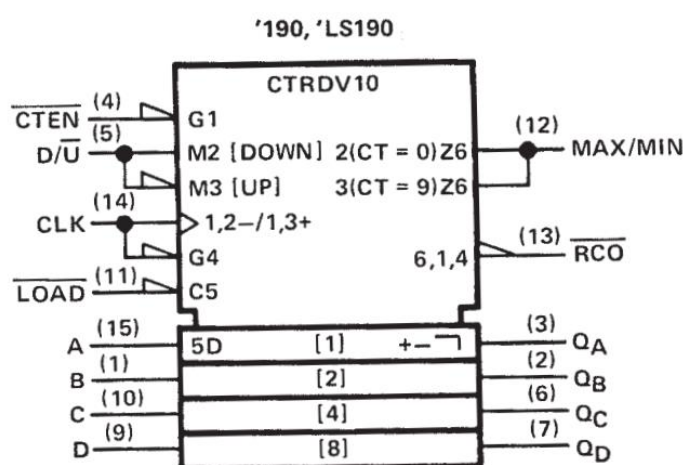 '190, 'LS190
CTRDV10
CTEN (4) G1
D/U (5) M2 [DOWN] 2(CT = 0)Z6 (12) MAX/MIN
M3 [UP] 3(CT = 9)Z6
CLK (14) 1,2−/1,3+
G4 6,1,4 (13) RCO
LOAD (11) C5
A (15) 5D [1] +− (3) QA
B (1) [2] (2) QB
C (10) [4] (6) QC
D (9) [8] (7) QD